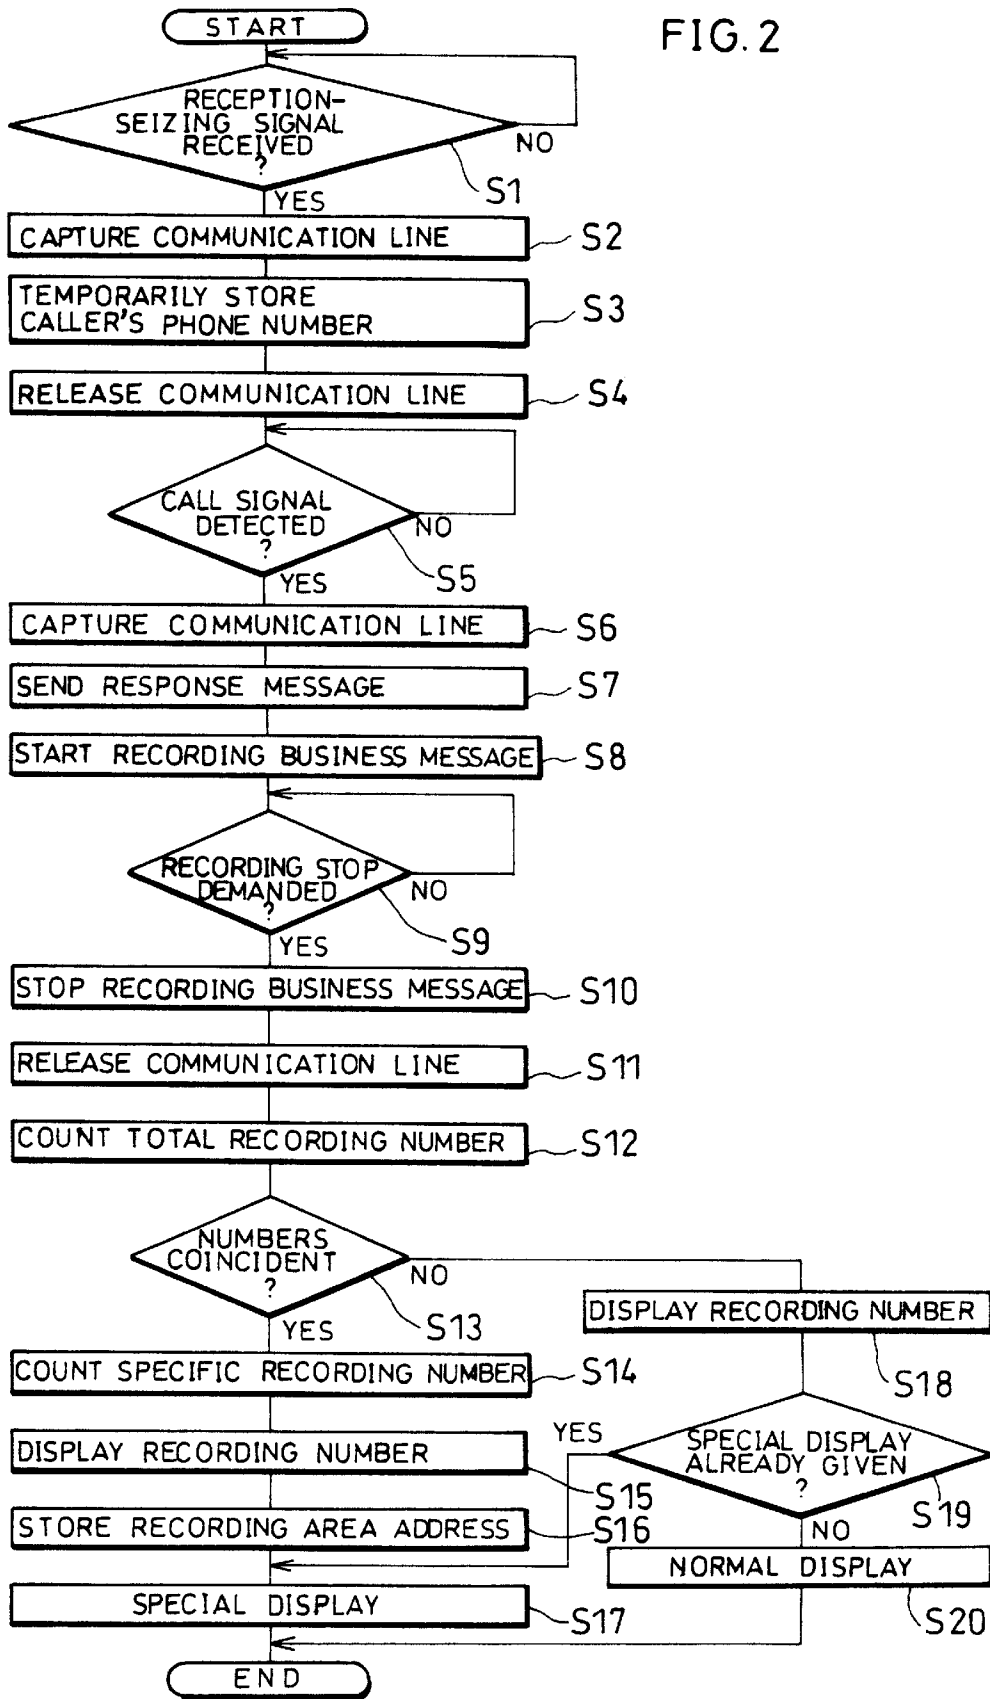 FIG. 2
START
RECEPTION-
SEIZING SIGNAL
RECEIVED
?
NO
S1
YES
CAPTURE COMMUNICATION LINE
S2
TEMPORARILY STORE
CALLER'S PHONE NUMBER
S3
RELEASE COMMUNICATION LINE
S4
CALL SIGNAL
DETECTED
?
NO
S5
YES
CAPTURE COMMUNICATION LINE
S6
SEND RESPONSE MESSAGE
S7
START RECORDING BUSINESS MESSAGE
S8
RECORDING STOP
DEMANDED
?
NO
S9
YES
STOP RECORDING BUSINESS MESSAGE
S10
RELEASE COMMUNICATION LINE
S11
COUNT TOTAL RECORDING NUMBER
S12
NUMBERS
COINCIDENT
?
NO
S13
YES
COUNT SPECIFIC RECORDING NUMBER
S14
DISPLAY RECORDING NUMBER
S15
STORE RECORDING AREA ADDRESS
S16
SPECIAL DISPLAY
S17
DISPLAY RECORDING NUMBER
S18
SPECIAL DISPLAY
ALREADY GIVEN
?
YES
S19
NO
NORMAL DISPLAY
S20
END